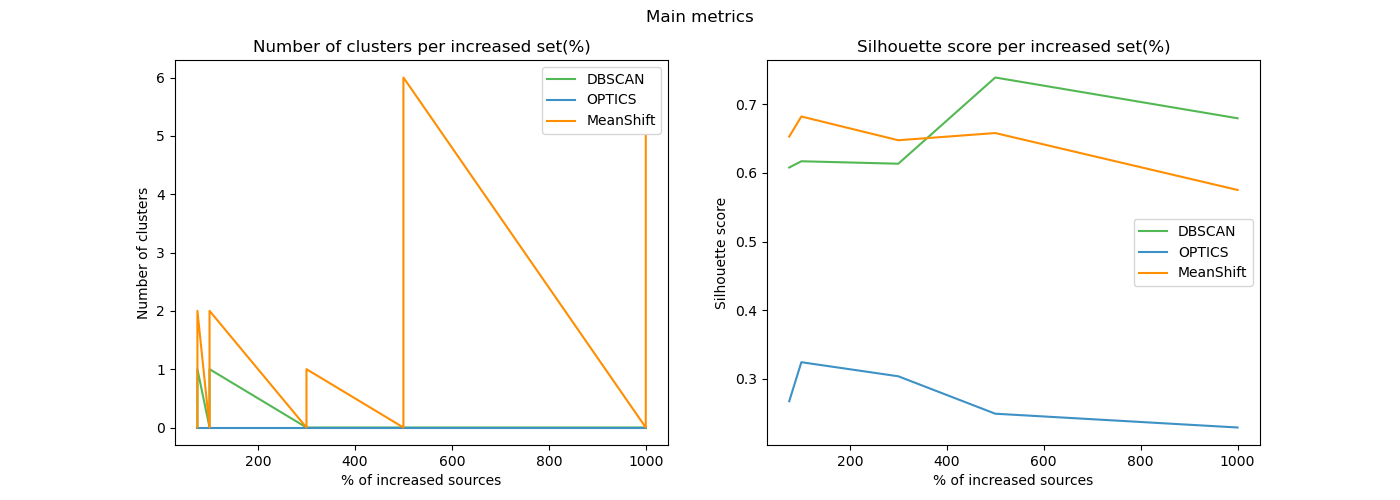 Main metrics
Number of clusters per increased set(%)
Number of clusters
6
5
4
3
2
1
0
200
400
600
800
1000
% of increased sources
DBSCAN
OPTICS
MeanShift
Silhouette score per increased set(%)
Silhouette score
0.7
0.6
0.5
0.4
0.3
200
400
600
800
1000
% of increased sources
DBSCAN
OPTICS
MeanShift